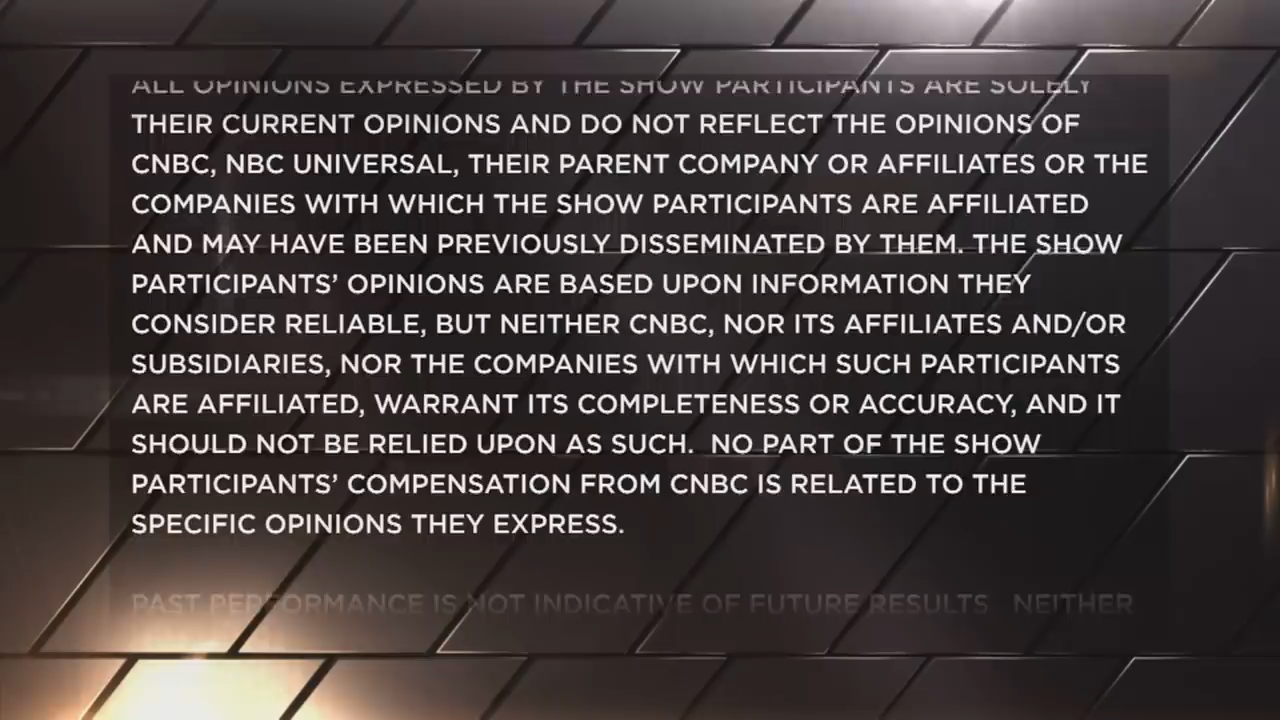 ALL OPINIONS EXPRESSED BY THE SHOW PARTICIPANTS ARE SOLELY
THEIR CURRENT OPINIONS AND DO NOT REFLECT THE OPINIONS OF
CNBC, NBC UNIVERSAL, THEIR PARENT COMPANY OR AFFILIATES OR THE
COMPANIES WITH WHICH THE SHOW PARTICIPANTS ARE AFFILIATED
AND MAY HAVE BEEN PREVIOUSLY DISSEMINATED BY THEM. THE SHOW
PARTICIPANTS’ OPINIONS ARE BASED UPON INFORMATION THEY
CONSIDER RELIABLE, BUT NEITHER CNBC, NOR ITS AFFILIATES AND/OR
SUBSIDIARIES, NOR THE COMPANIES WITH WHICH SUCH PARTICIPANTS
ARE AFFILIATED, WARRANT ITS COMPLETENESS OR ACCURACY, AND IT
SHOULD NOT BE RELIED UPON AS SUCH.  NO PART OF THE SHOW
PARTICIPANTS’ COMPENSATION FROM CNBC IS RELATED TO THE
SPECIFIC OPINIONS THEY EXPRESS.
PAST PERFORMANCE IS NOT INDICATIVE OF FUTURE RESULTS  NEITHER